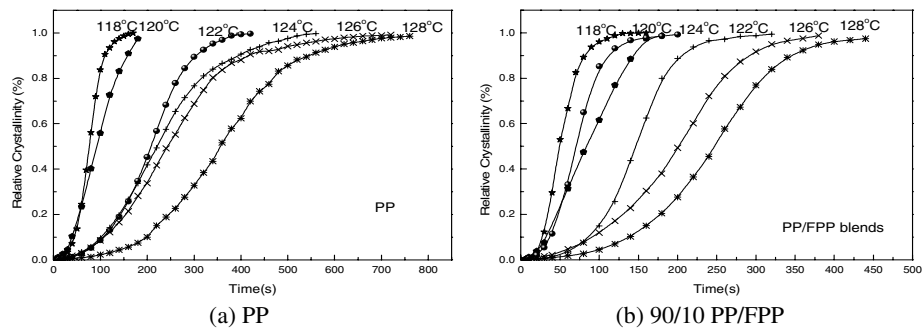 118°C 120°C 122°C 124°C 126°C 128°C
Relative Crystallinity (%)
1.0
0.8
0.6
0.4
0.2
0.0
PP
0 100 200 300 400 500 600 700 800
Time(s)
(a) PP
118°C 120°C 124°C 122°C 126°C 128°C
Relative Crystallinity (%)
1.0
0.8
0.6
0.4
0.2
0.0
PP/FPP blends
0 50 100 150 200 250 300 350 400 450 500
Time(s)
(b) 90/10 PP/FPP